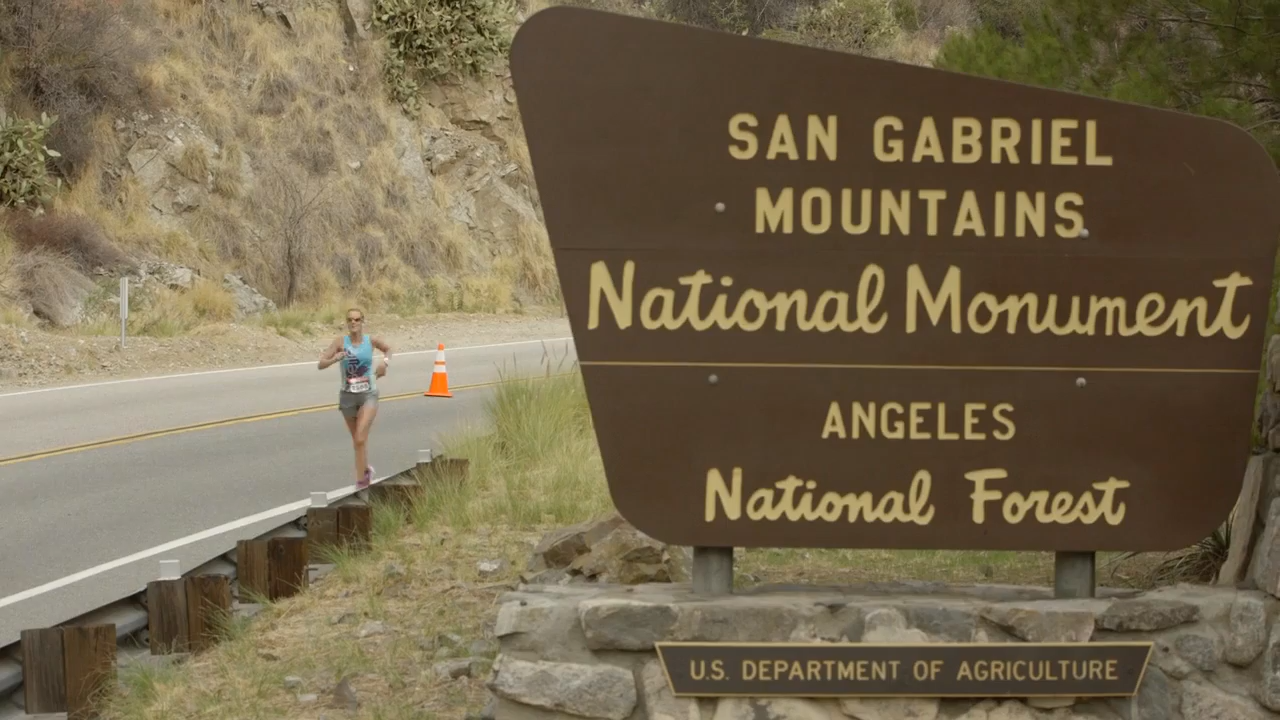 SAN GABRIEL
MOUNTAINS
National Monument
ANGELES
National Forest
U.S. DEPARTMENT OF AGRICULTURE